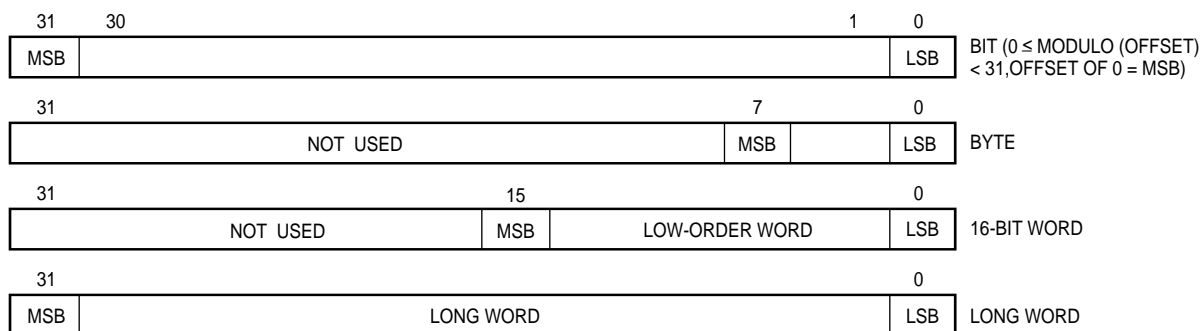 31 30 1 0
MSB LSB BIT (0 ≤ MODULO (OFFSET)
< 31,OFFSET OF 0 = MSB)
31 7 0
NOT USED MSB LSB BYTE
31 15 0
NOT USED MSB LOW-ORDER WORD LSB 16-BIT WORD
31 0
MSB LONG WORD LSB LONG WORD